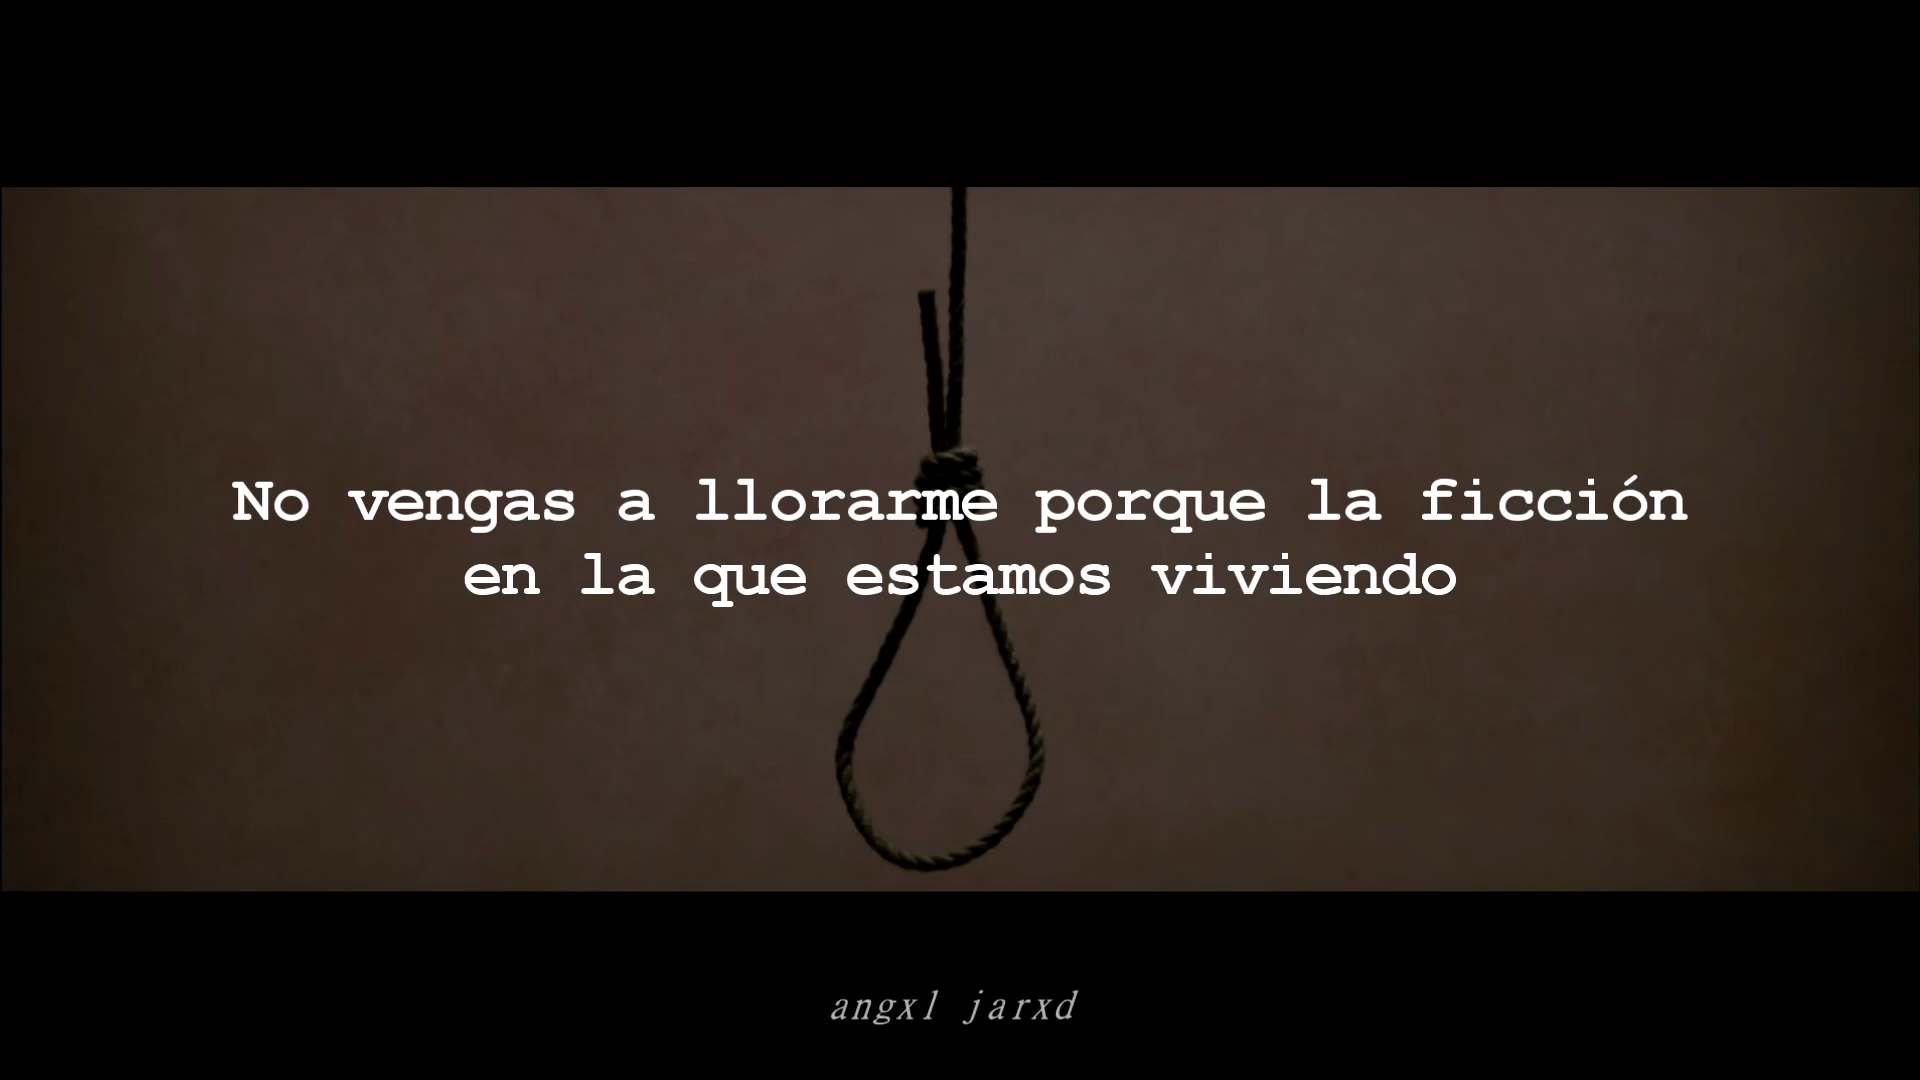 No vengas a llorarme porque la ficción
en la que estamos viviendo
angxl jarxd